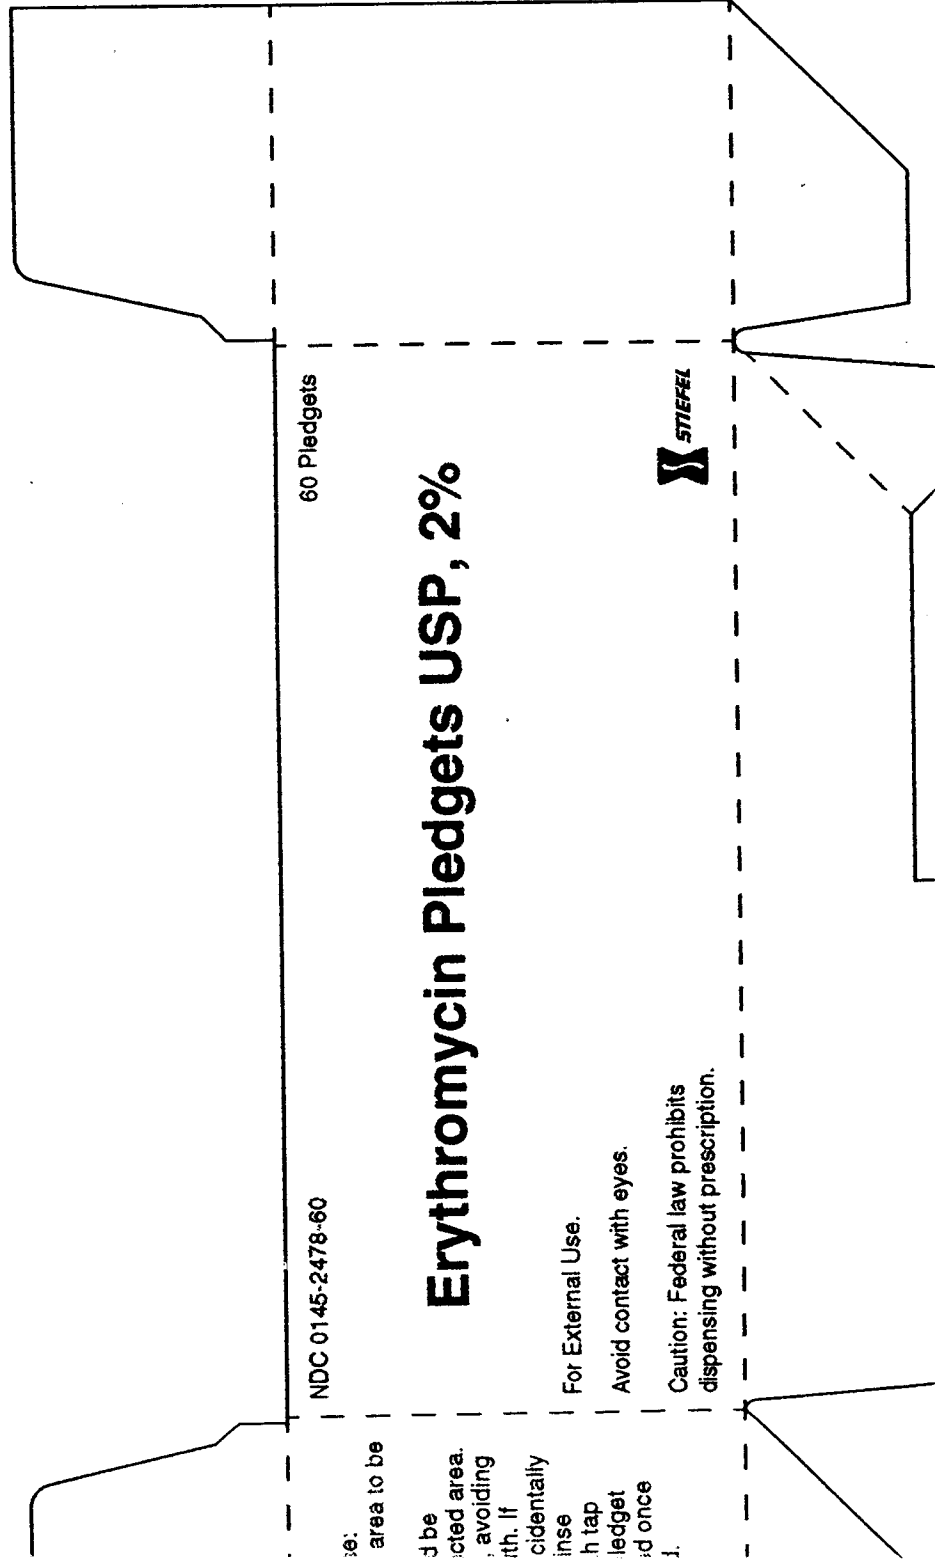 NDC 0145-2478-60
60 Pledgets
Erythromycin Pledgets USP, 2%
For External Use.
Avoid contact with eyes.
Caution: Federal law prohibits
dispensing without prescription.
STIEFEL
area to be
d be
cted area.
, avoiding
uth. If
cidentally
inse
h tap
ledget
d once